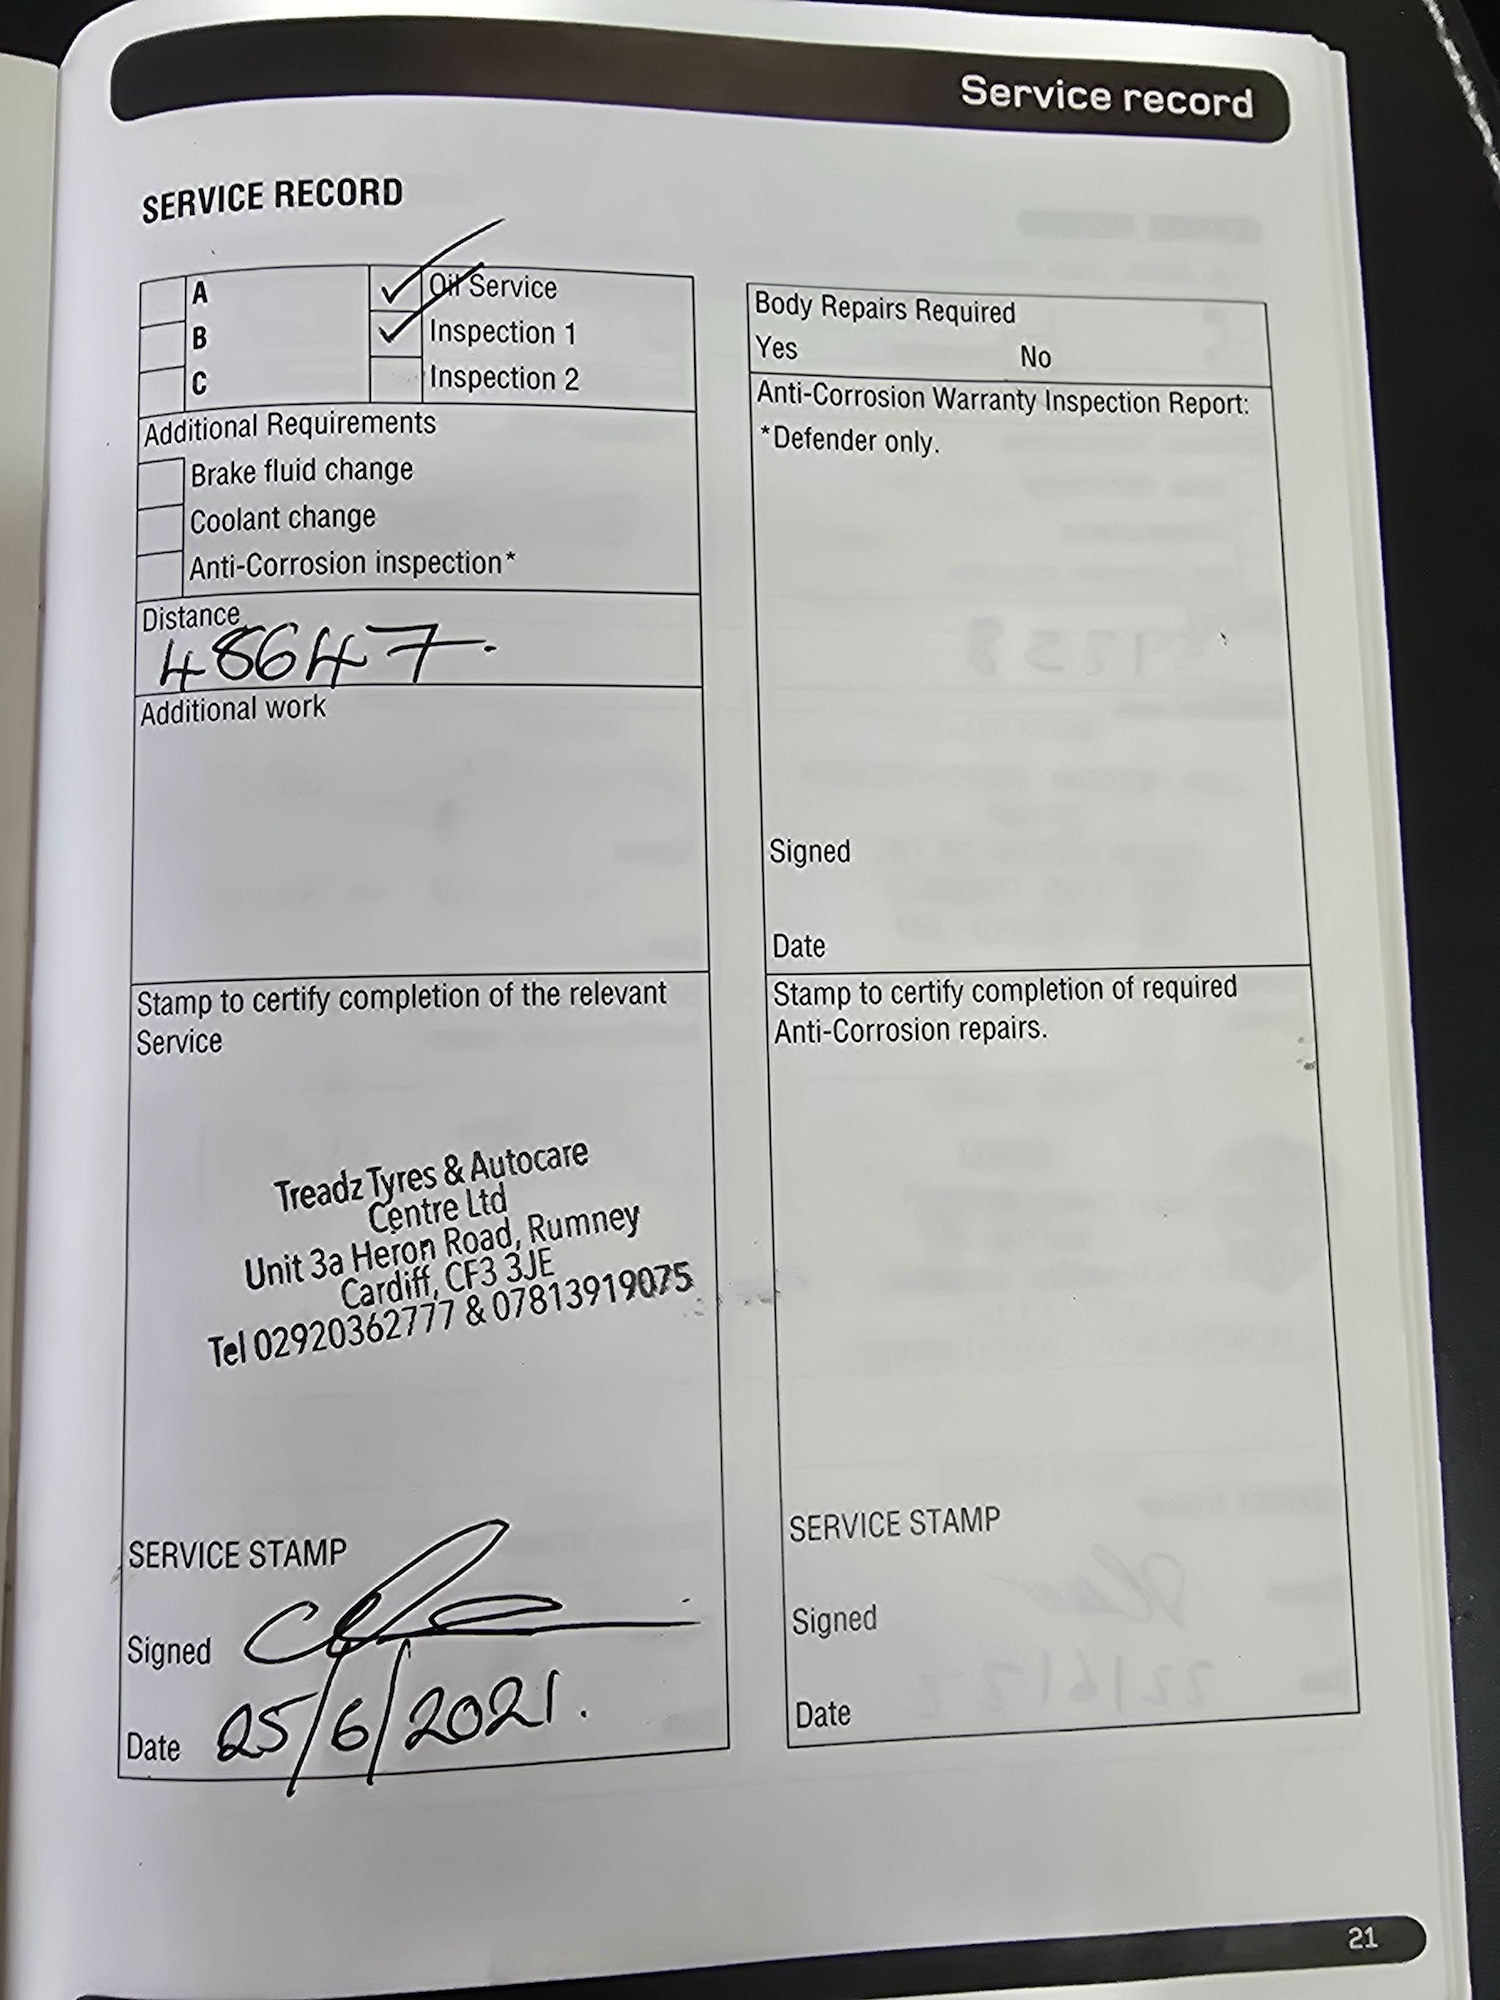 Service record
SERVICE RECORD
A
Oil Service
B
Inspection 1
C
Inspection 2
Additional Requirements
Brake fluid change
Coolant change
Anti-Corrosion inspection*
Distance
48647.
Additional work
Stamp to certify completion of the relevant
Service
Treadz Tyres & Autocare
Centre Ltd
Unit 3a Heron Road, Rumney
Cardiff, CF3 3JE
Tel 02920362777 & 07813919075
SERVICE STAMP
Signed
Date 25/6/2021.
Body Repairs Required
Yes No
Anti-Corrosion Warranty Inspection Report:
*Defender only.
Signed
Date
Stamp to certify completion of required
Anti-Corrosion repairs.
SERVICE STAMP
Signed
Date
21